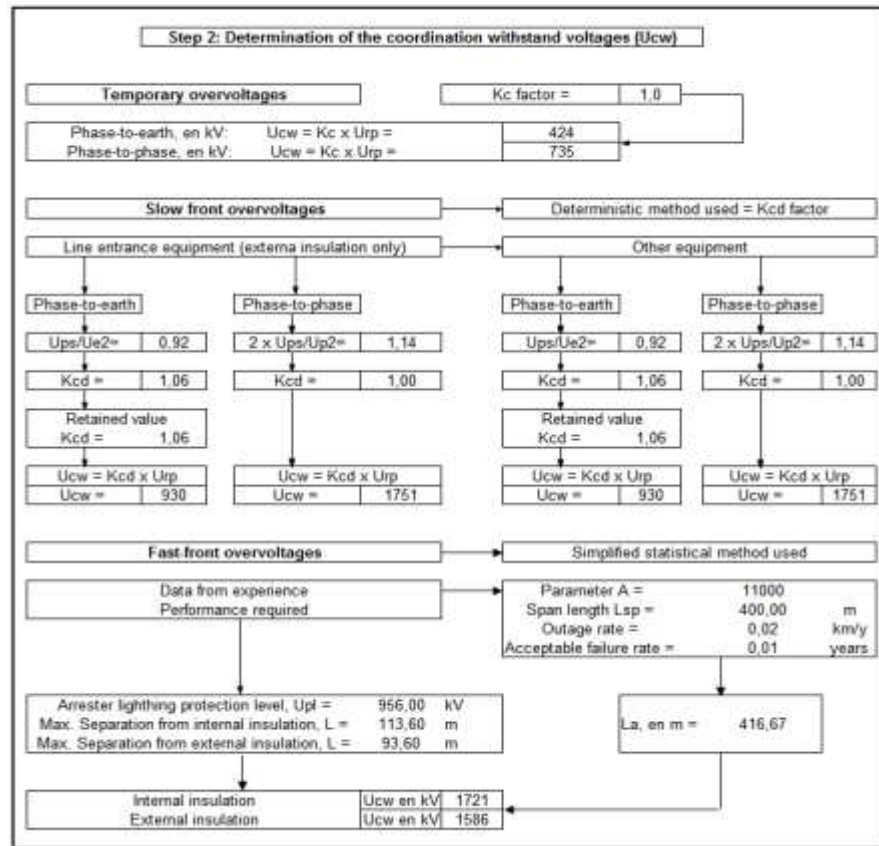 Step 2: Determination of the coordination withstand voltages (Ucw)
Temporary overvoltages Kc factor = 1,0
Phase-to-earth, en kV: Ucw = Kc x Urp = 424
Phase-to-phase, en kV: Ucw = Kc x Urp = 735
Slow front overvoltages Deterministic method used = Kcd factor
Line entrance equipment (externa insulation only) Other equipment
Phase-to-earth Phase-to-phase Phase-to-earth Phase-to-phase
Ups/Ue2= 0,92 2 x Ups/Up2= 1,14 Ups/Ue2= 0,92 2 x Ups/Up2= 1,14
Kcd = 1,06 Kcd = 1,00 Kcd = 1,06 Kcd = 1,00
Retained value Retained value
Kcd = 1,06 Kcd = 1,06
Ucw = Kcd x Urp Ucw = Kcd x Urp Ucw = Kcd x Urp Ucw = Kcd x Urp
Ucw = 930 Ucw = 1751 Ucw = 930 Ucw = 1751
Fast-front overvoltages Simplified statistical method used
Data from experience Parameter A = 11000
Performance required Span length Lsp = 400,00 m
Outage rate = 0,02 km/y
Acceptable failure rate = 0,01 years
Arrester lighthing protection level, Upl = 956,00 kV
Max. Separation from internal insulation, L = 113,60 m La, en m = 416,67
Max. Separation from external insulation, L = 93,60 m
Internal insulation Ucw en kV 1721
External insulation Ucw en kV 1586